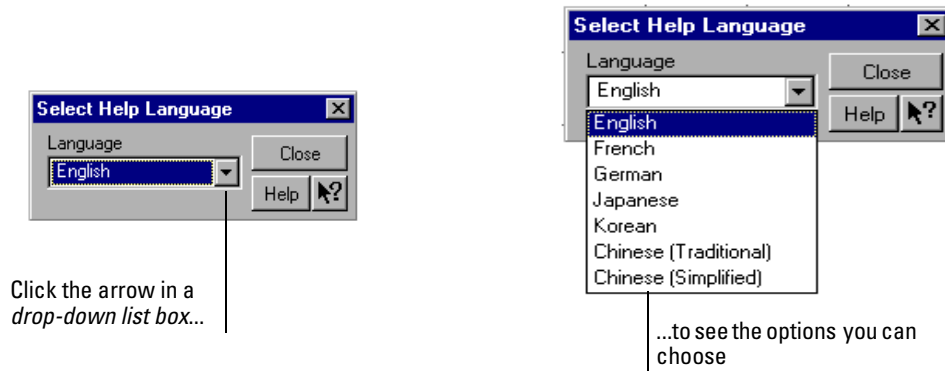 Select Help Language
Language
English
Close
Help
Click the arrow in a
drop-down list box...
Select Help Language
Language
English
Close
Help
English
French
German
Japanese
Korean
Chinese (Traditional)
Chinese (Simplified)
...to see the options you can
choose